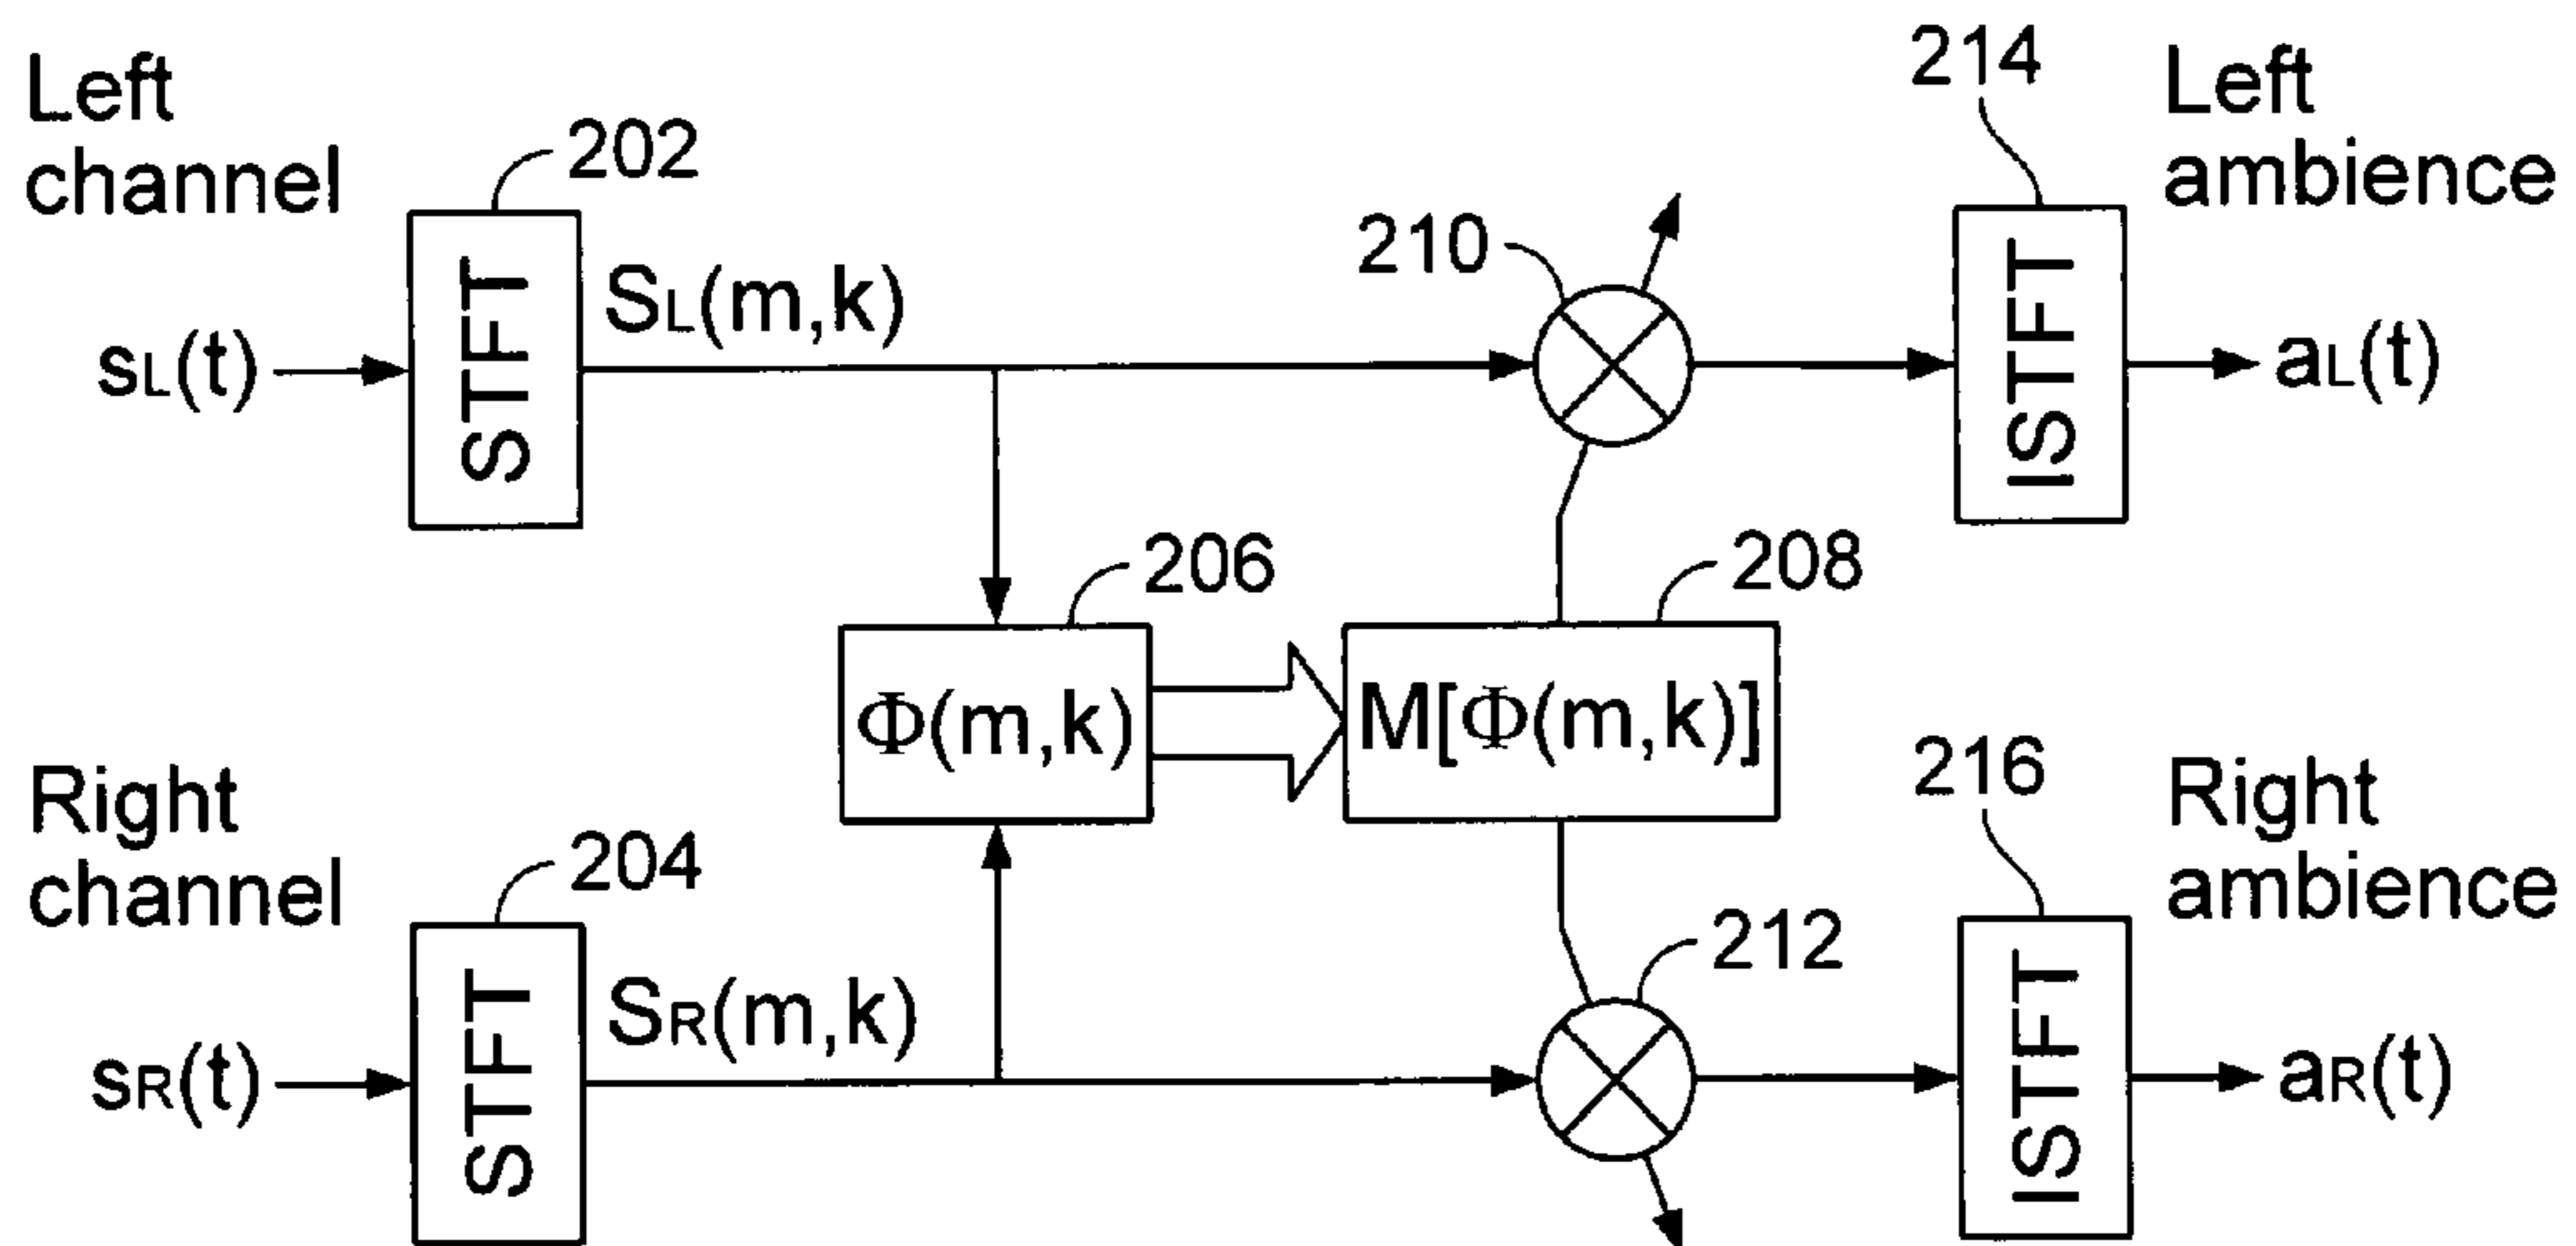 Left
channel
202
STFT
sL(t)
SL(m,k)
210
214
Left
ambience
ISTFT
aL(t)
206
Φ(m,k)
208
M[Φ(m,k)]
Right
channel
204
STFT
sR(t)
SR(m,k)
212
216
Right
ambience
ISTFT
aR(t)